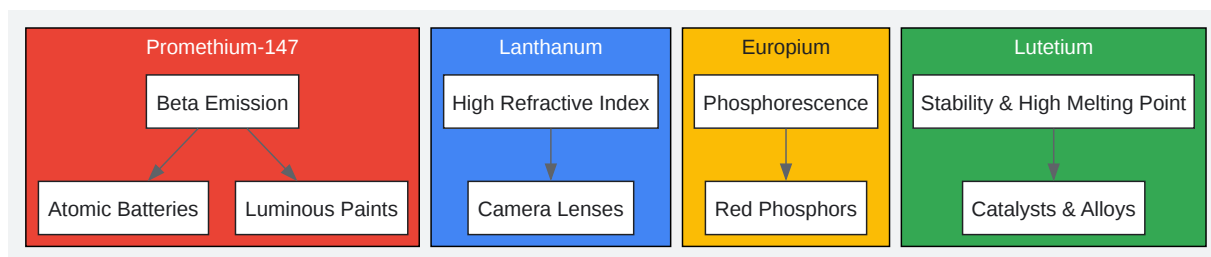 Promethium-147
Beta Emission
Atomic Batteries
Luminous Paints
Lanthanum
High Refractive Index
Camera Lenses
Europium
Phosphorescence
Red Phosphors
Lutetium
Stability & High Melting Point
Catalysts & Alloys